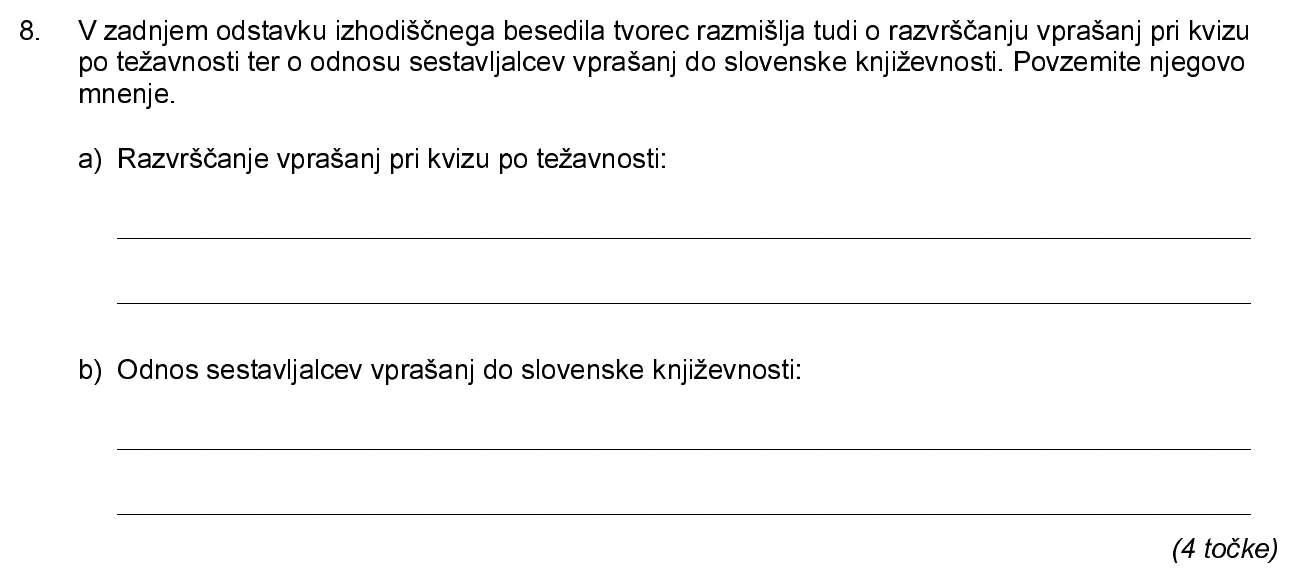 8. V zadnjem odstavku izhodiščnega besedila tvorec razmišlja tudi o razvrščanju vprašanj pri kvizu
po težavnosti ter o odnosu sestavljalcev vprašanj do slovenske književnosti. Povzemite njegovo
mnenje.
a) Razvrščanje vprašanj pri kvizu po težavnosti:
b) Odnos sestavljalcev vprašanj do slovenske književnosti:
(4 točke)